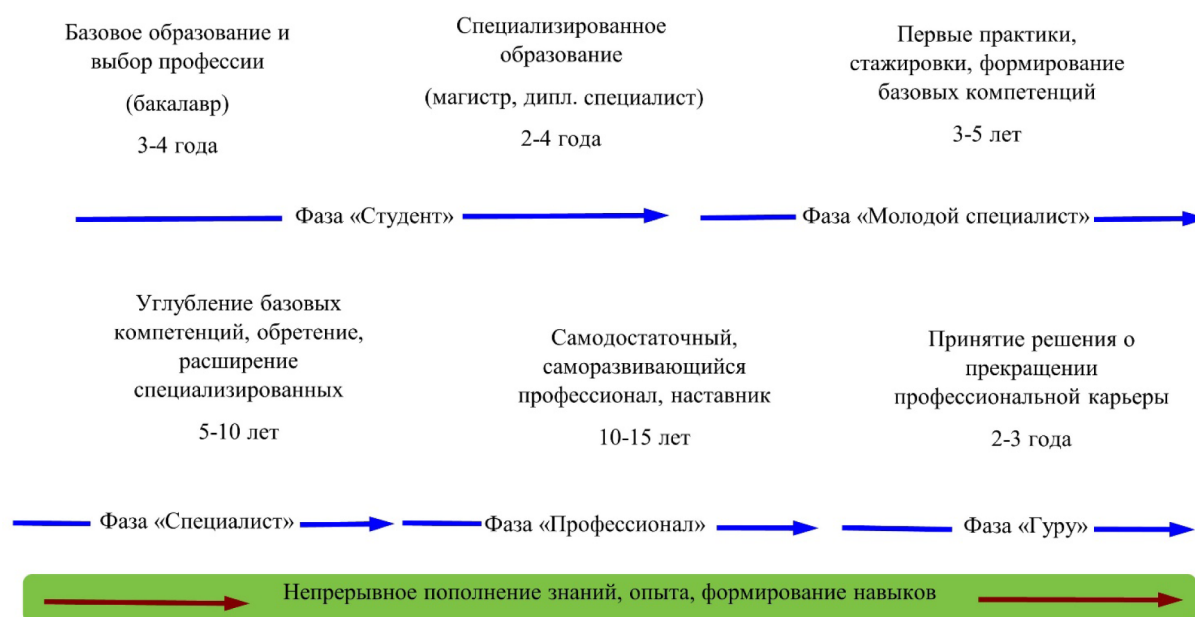 Базовое образование и
выбор профессии
(бакалавр)
3-4 года
Специализированное
образование
(магистр, дипл. специалист)
2-4 года
Первые практики,
стажировки, формирование
базовых компетенций
3-5 лет
Фаза «Студент»
Фаза «Молодой специалист»
Углубление базовых
компетенций, обретение,
расширение
специализированных
5-10 лет
Самодостаточный,
саморазвивающийся
профессионал, наставник
10-15 лет
Принятие решения о
прекращении
профессиональной карьеры
2-3 года
Фаза «Специалист»
Фаза «Профессионал»
Фаза «Гуру»
Непрерывное пополнение знаний, опыта, формирование навыков